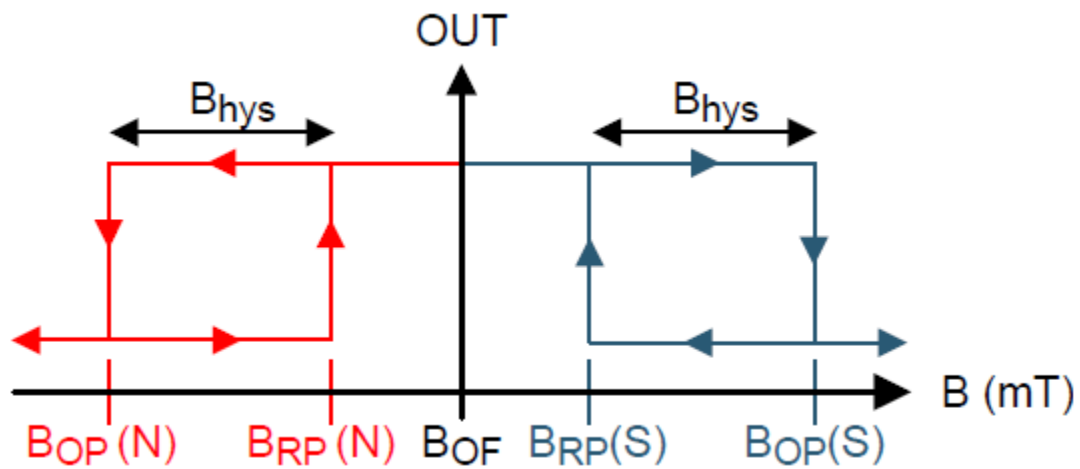 OUT
Bhys
Bhys
B (mT)
BOP (N)
BRP (N)
BOF
BRP(S)
BOP(S)